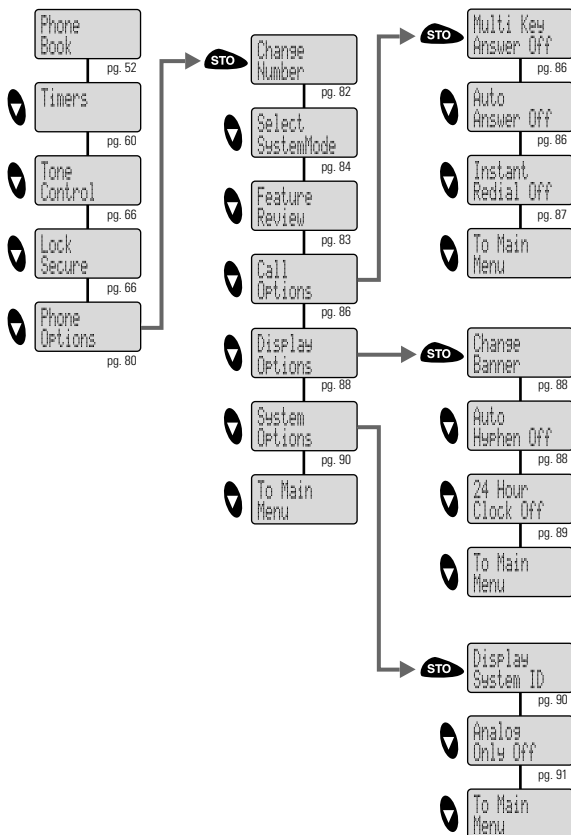 Phone
Book
pg. 52
Timers
pg. 60
Tone
Control
pg. 66
Lock
Secure
pg. 66
Phone
Options
pg. 80
STO
Change
Number
pg. 82
Select
SystemMode
pg. 84
Feature
Review
pg. 83
Call
Options
pg. 86
Display
Options
pg. 88
System
Options
pg. 90
To Main
Menu
STO
Multi Key
Answer Off
pg. 86
Auto
Answer Off
pg. 86
Instant
Redial Off
pg. 87
To Main
Menu
STO
Change
Banner
pg. 88
Auto
Hyphen Off
pg. 88
24 Hour
Clock Off
pg. 89
To Main
Menu
STO
Display
System ID
pg. 90
Analog
Only Off
pg. 91
To Main
Menu